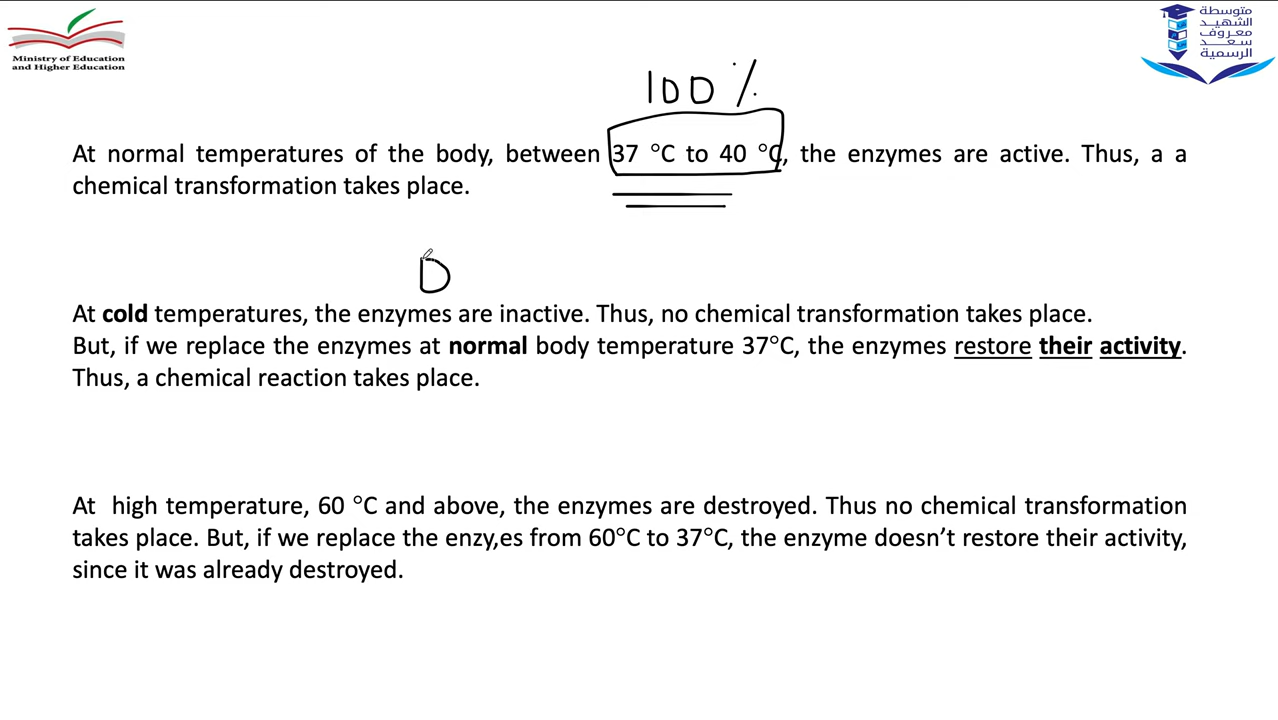 Ministry of Education
and Higher Education
متوسطة
الشهيد
معروف
سعد
الرسمية
100 %
At normal temperatures of the body, between 37 °C to 40 °C, the enzymes are active. Thus, a a
chemical transformation takes place.
D
At cold temperatures, the enzymes are inactive. Thus, no chemical transformation takes place.
But, if we replace the enzymes at normal body temperature 37°C, the enzymes restore their activity.
Thus, a chemical reaction takes place.
At high temperature, 60 °C and above, the enzymes are destroyed. Thus no chemical transformation
takes place. But, if we replace the enzy,es from 60°C to 37°C, the enzyme doesn’t restore their activity,
since it was already destroyed.